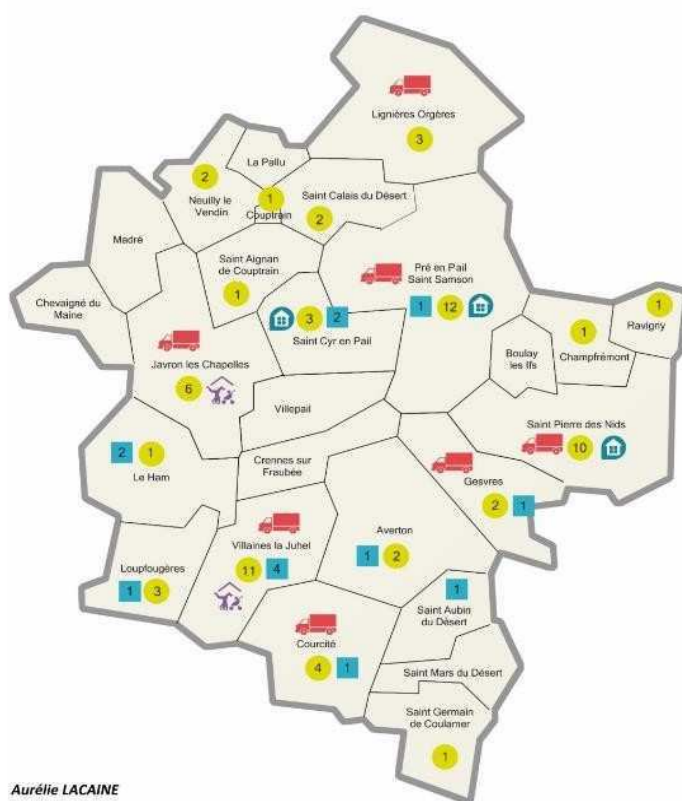 Lignières Orgères
3
La Pallu
2
Neuilly le
Vendin
1
Couptrain
Saint Calais du Désert
2
Madré
Saint Aignan
de Couptrain
1
Pré en Pail
Saint Samson
1 12
Chevaigné du
Maine
3 2
Saint Cyr en Pail
1
Ravigny
1
Champfrémont
Boulay
les Ifs
Javron les Chapelles
6
Villepail
Saint Pierre des Nids
10
2 1
Le Ham
Crennes sur
Fraubée
Gesvres
2 1
Villaines la Juhel
11 4
Averton
1 2
Loupfougères
1 3
1
Saint Aubin
du Désert
Courcité
4 1
Saint Mars du Désert
Saint Germain
de Coulamer
1
Aurélie LACAINE